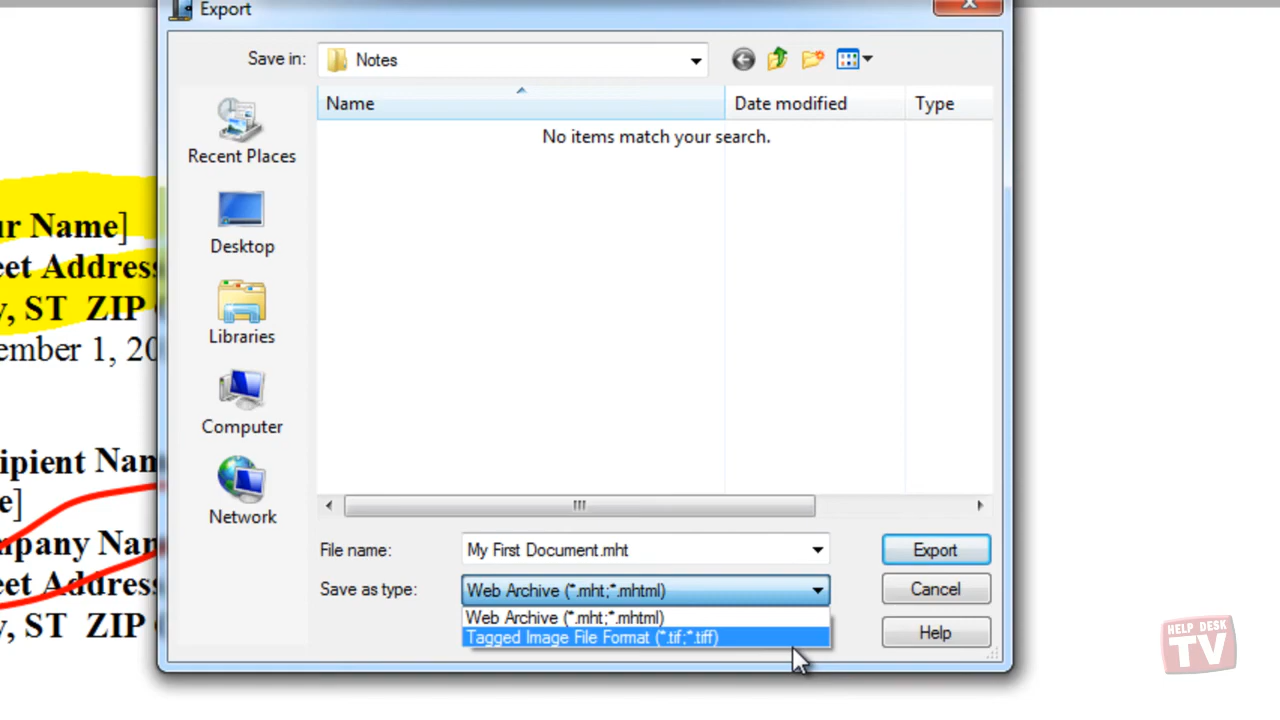 Export
Save in:
Notes
Name
Date modified
Type
No items match your search.
Recent Places
Desktop
Libraries
Computer
Network
File name:
My First Document.mht
Export
Save as type:
Web Archive (*.mht;*.mhtml)
Cancel
Web Archive (*.mht;*.mhtml)
Tagged Image File Format (*.tif;*.tiff)
Help
ur Name]
eet Address
y, ST ZIP
ember 1, 20
ipient Nam
e]
mpany Nam
eet Address
y, ST ZIP
HELP DESK
TV